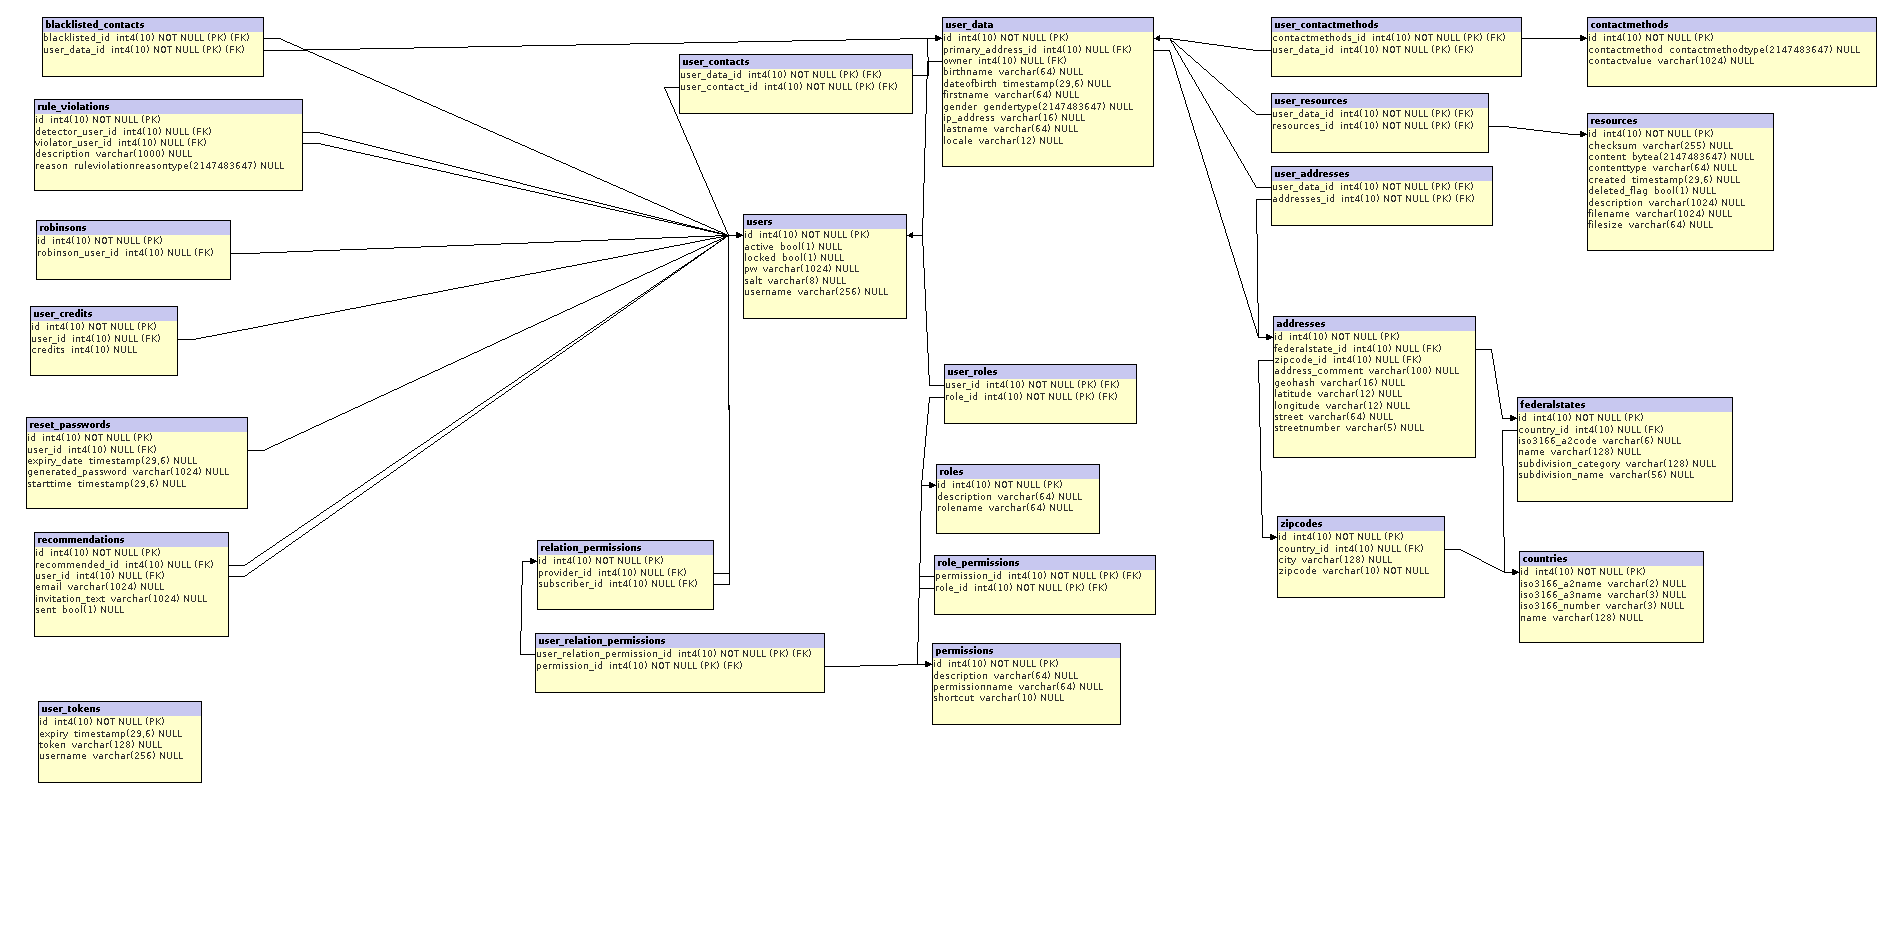 blacklisted_contacts
blacklisted_id int4(10) NOT NULL (PK) (FK)
user_data_id int4(10) NOT NULL (PK) (FK)
rule_violations
id int4(10) NOT NULL (PK)
detector_user_id int4(10) NULL (FK)
violator_user_id int4(10) NULL (FK)
description varchar(1000) NULL
reason ruleviolationreasontype(2147483647) NULL
robinsons
id int4(10) NOT NULL (PK)
robinson_user_id int4(10) NULL (FK)
user_credits
id int4(10) NOT NULL (PK)
user_id int4(10) NULL (FK)
credits int4(10) NULL
reset_passwords
id int4(10) NOT NULL (PK)
user_id int4(10) NULL (FK)
expiry_date timestamp(29,6) NULL
generated_password varchar(1024) NULL
starttime timestamp(29,6) NULL
recommendations
id int4(10) NOT NULL (PK)
recommended_id int4(10) NULL (FK)
user_id int4(10) NULL (FK)
email varchar(1024) NULL
invitation_text varchar(1024) NULL
sent bool(1) NULL
user_tokens
id int4(10) NOT NULL (PK)
expiry timestamp(29,6) NULL
token varchar(128) NULL
username varchar(256) NULL
user_contacts
user_data_id int4(10) NOT NULL (PK) (FK)
user_contact_id int4(10) NOT NULL (PK) (FK)
users
id int4(10) NOT NULL (PK)
active bool(1) NULL
locked bool(1) NULL
pw varchar(1024) NULL
salt varchar(8) NULL
username varchar(256) NULL
relation_permissions
id int4(10) NOT NULL (PK)
provider_id int4(10) NULL (FK)
subscriber_id int4(10) NULL (FK)
user_relation_permissions
user_relation_permission_id int4(10) NOT NULL (PK) (FK)
permission_id int4(10) NOT NULL (PK) (FK)
user_data
id int4(10) NOT NULL (PK)
primary_address_id int4(10) NULL (FK)
owner int4(10) NULL (FK)
birthname varchar(64) NULL
dateofbirth timestamp(29,6) NULL
firstname varchar(64) NULL
gender gendertype(2147483647) NULL
ip_address varchar(16) NULL
lastname varchar(64) NULL
locale varchar(12) NULL
user_roles
user_id int4(10) NOT NULL (PK) (FK)
role_id int4(10) NOT NULL (PK) (FK)
roles
id int4(10) NOT NULL (PK)
description varchar(64) NULL
rolename varchar(64) NULL
role_permissions
permission_id int4(10) NOT NULL (PK) (FK)
role_id int4(10) NOT NULL (PK) (FK)
permissions
id int4(10) NOT NULL (PK)
description varchar(64) NULL
permissionname varchar(64) NULL
shortcut varchar(10) NULL
user_contactmethods
contactmethods_id int4(10) NOT NULL (PK) (FK)
user_data_id int4(10) NOT NULL (PK) (FK)
user_resources
user_data_id int4(10) NOT NULL (PK) (FK)
resources_id int4(10) NOT NULL (PK) (FK)
user_addresses
user_data_id int4(10) NOT NULL (PK) (FK)
addresses_id int4(10) NOT NULL (PK) (FK)
addresses
id int4(10) NOT NULL (PK)
federalstate_id int4(10) NULL (FK)
zipcode_id int4(10) NULL (FK)
address_comment varchar(100) NULL
geohash varchar(16) NULL
latitude varchar(12) NULL
longitude varchar(12) NULL
street varchar(64) NULL
streetnumber varchar(5) NULL
zipcodes
id int4(10) NOT NULL (PK)
country_id int4(10) NULL (FK)
city varchar(128) NULL
zipcode varchar(10) NOT NULL
contactmethods
id int4(10) NOT NULL (PK)
contactmethod contactmethodtype(2147483647) NULL
contactvalue varchar(1024) NULL
resources
id int4(10) NOT NULL (PK)
checksum varchar(255) NULL
content bytea(2147483647) NULL
contenttype varchar(64) NULL
created timestamp(29,6) NULL
deleted_flag bool(1) NULL
description varchar(1024) NULL
filename varchar(1024) NULL
filesize varchar(64) NULL
federalstates
id int4(10) NOT NULL (PK)
country_id int4(10) NULL (FK)
iso3166_a2code varchar(6) NULL
name varchar(128) NULL
subdivision_category varchar(128) NULL
subdivision_name varchar(56) NULL
countries
id int4(10) NOT NULL (PK)
iso3166_a2name varchar(2) NULL
iso3166_a3name varchar(3) NULL
iso3166_number varchar(3) NULL
name varchar(128) NULL